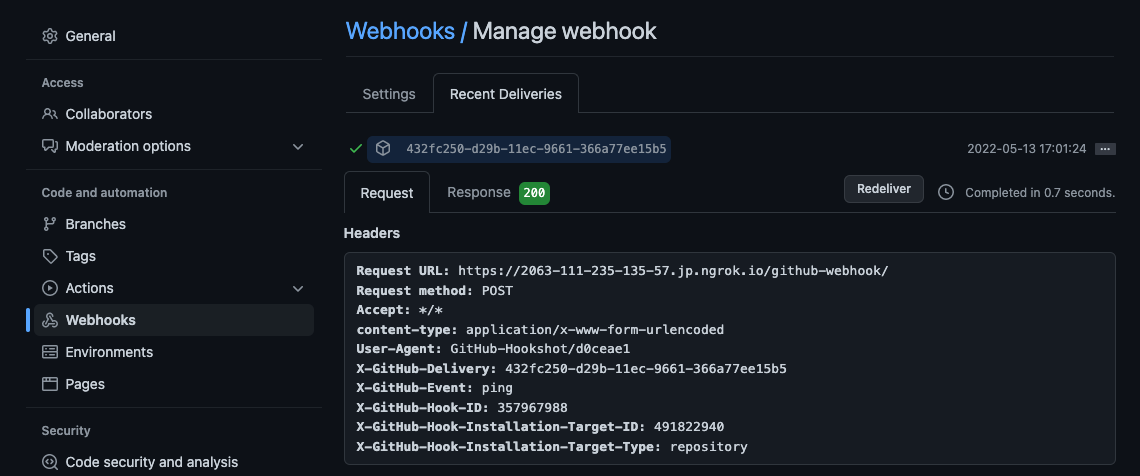 General
Access
Collaborators
Moderation options
Code and automation
Branches
Tags
Actions
Webhooks
Environments
Pages
Security
Code security and analysis
Webhooks / Manage webhook
Settings
Recent Deliveries
432fc250-d29b-11ec-9661-366a77ee15b5
2022-05-13 17:01:24
Request
Response 200
Redeliver
Completed in 0.7 seconds.
Headers
Request URL: https://2063-111-235-135-57.jp.ngrok.io/github-webhook/
Request method: POST
Accept: */*
content-type: application/x-www-form-urlencoded
User-Agent: GitHub-Hookshot/d0ceae1
X-GitHub-Delivery: 432fc250-d29b-11ec-9661-366a77ee15b5
X-GitHub-Event: ping
X-GitHub-Hook-ID: 357967988
X-GitHub-Hook-Installation-Target-ID: 491822940
X-GitHub-Hook-Installation-Target-Type: repository